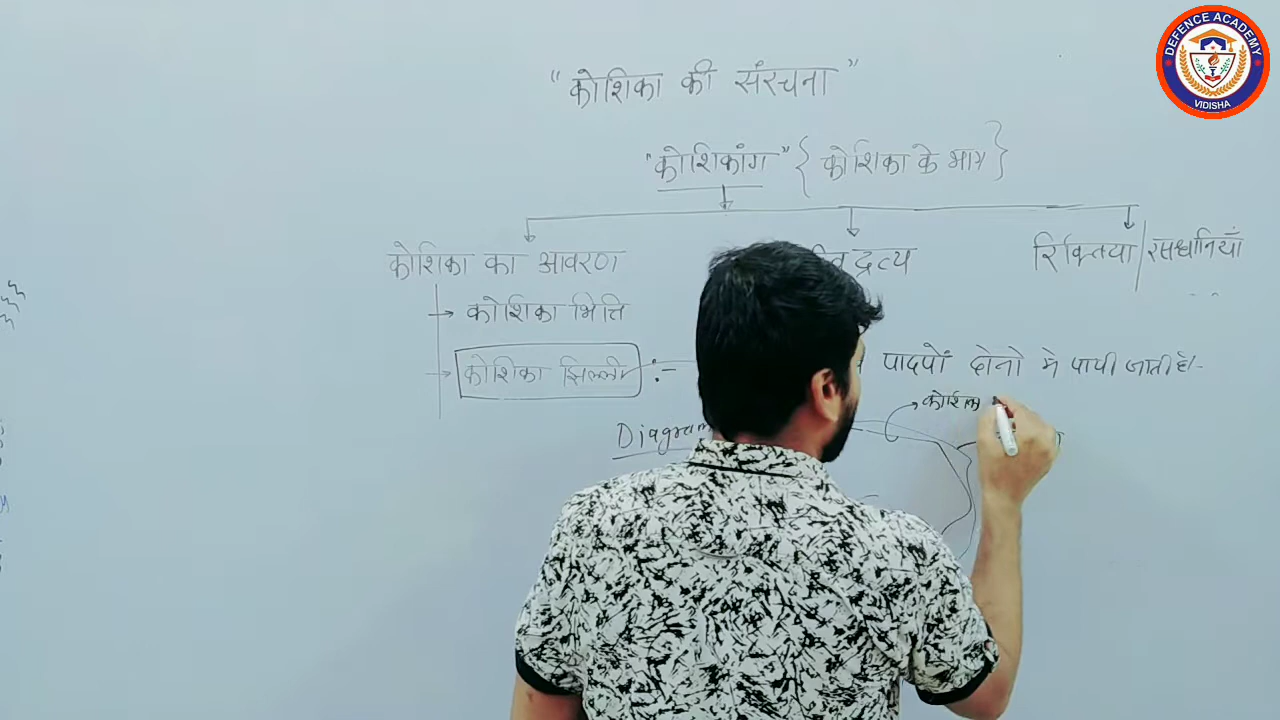 DEFENCE ACADEMY
VIDISHA
"कोशिका की संरचना"
"कोशिकांग" { कोशिका के भाग }
कोशिका का आवरण द्रव्य रिक्तिया / रसधानियाँ
→ कोशिका भित्ति
→ कोशिका झिल्ली :- पादपों दोनो मे पायी जाती है।-
Diagram कोशिक